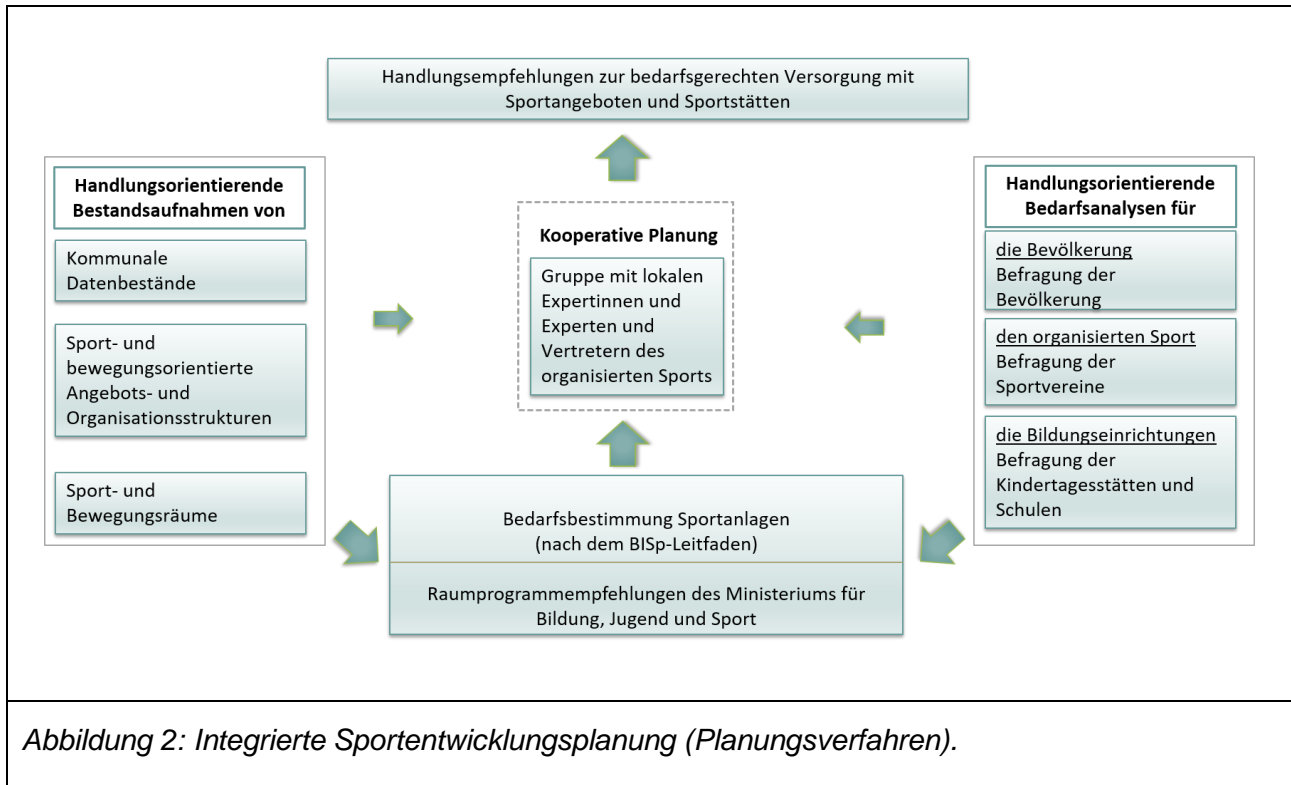 Handlungsempfehlungen zur bedarfsgerechten Versorgung mit
Sportangeboten und Sportstätten
Handlungsorientierende
Bestandsaufnahmen von
Kommunale
Datenbestände
Sport- und
bewegungsorientierte
Angebots- und
Organisationsstrukturen
Sport- und
Bewegungsräume
Kooperative Planung
Gruppe mit lokalen
Expertinnen und
Experten und
Vertretern des
organisierten Sports
Handlungsorientierende
Bedarfsanalysen für
die Bevölkerung
Befragung der
Bevölkerung
den organisierten Sport
Befragung der
Sportvereine
die Bildungseinrichtungen
Befragung der
Kindertagesstätten und
Schulen
Bedarfsbestimmung Sportanlagen
(nach dem BISp-Leitfaden)
Raumprogrammempfehlungen des Ministeriums für
Bildung, Jugend und Sport
Abbildung 2: Integrierte Sportentwicklungsplanung (Planungsverfahren).